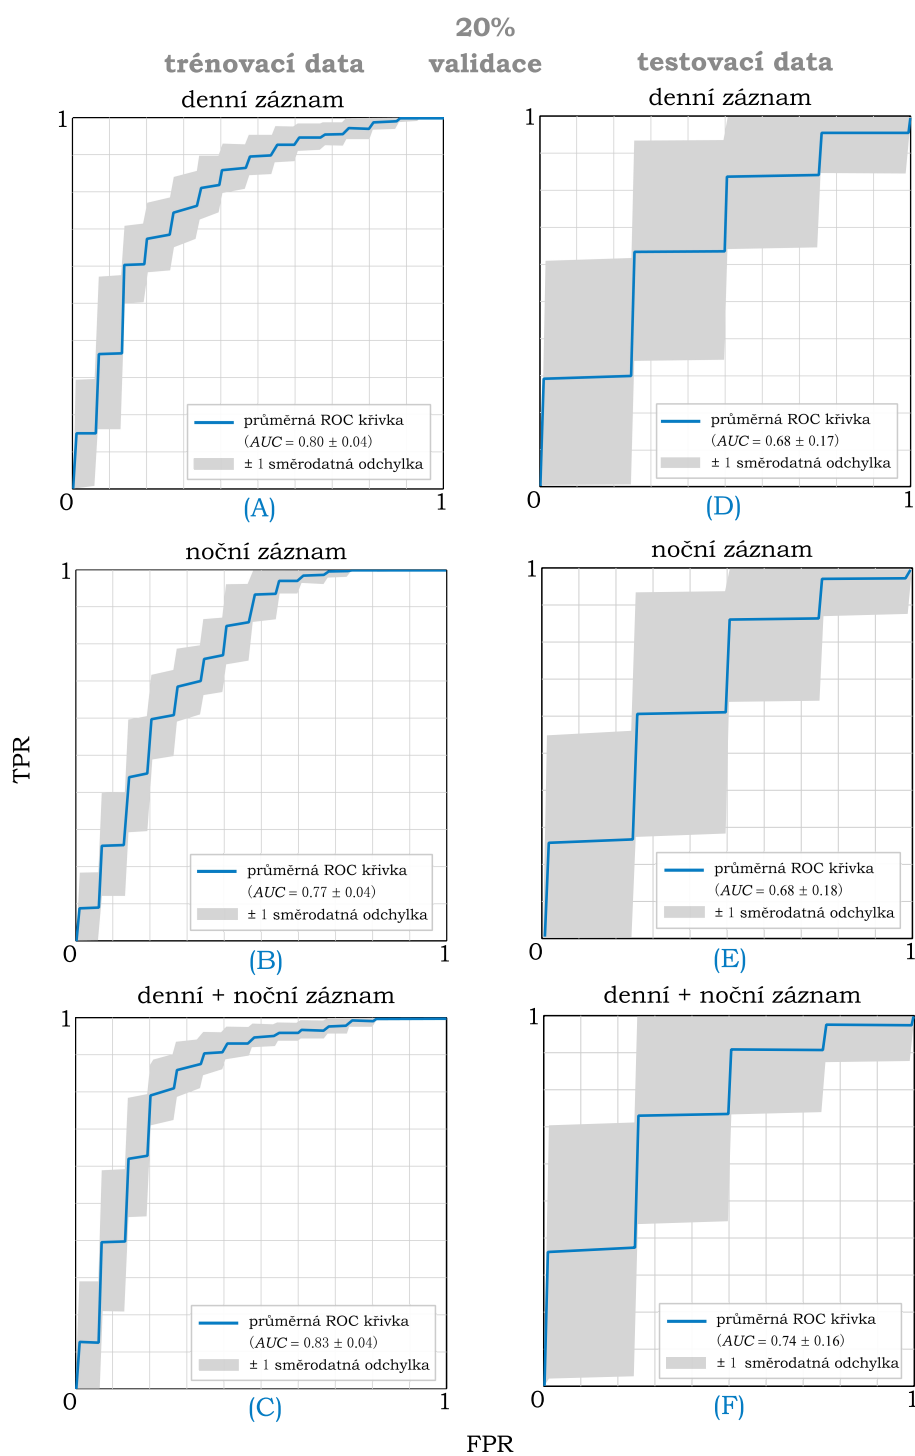 20%
trénovací data
validace
testovací data
denní záznam
1
průměrná ROC křivka
(AUC = 0.80 ± 0.04)
± 1 směrodatná odchylka
0
1
(A)
denní záznam
1
průměrná ROC křivka
(AUC = 0.68 ± 0.17)
± 1 směrodatná odchylka
0
1
(D)
noční záznam
1
průměrná ROC křivka
(AUC = 0.77 ± 0.04)
± 1 směrodatná odchylka
0
1
(B)
noční záznam
1
průměrná ROC křivka
(AUC = 0.68 ± 0.18)
± 1 směrodatná odchylka
0
1
(E)
TPR
denní + noční záznam
1
průměrná ROC křivka
(AUC = 0.83 ± 0.04)
± 1 směrodatná odchylka
0
1
(C)
denní + noční záznam
1
průměrná ROC křivka
(AUC = 0.74 ± 0.16)
± 1 směrodatná odchylka
0
1
(F)
FPR